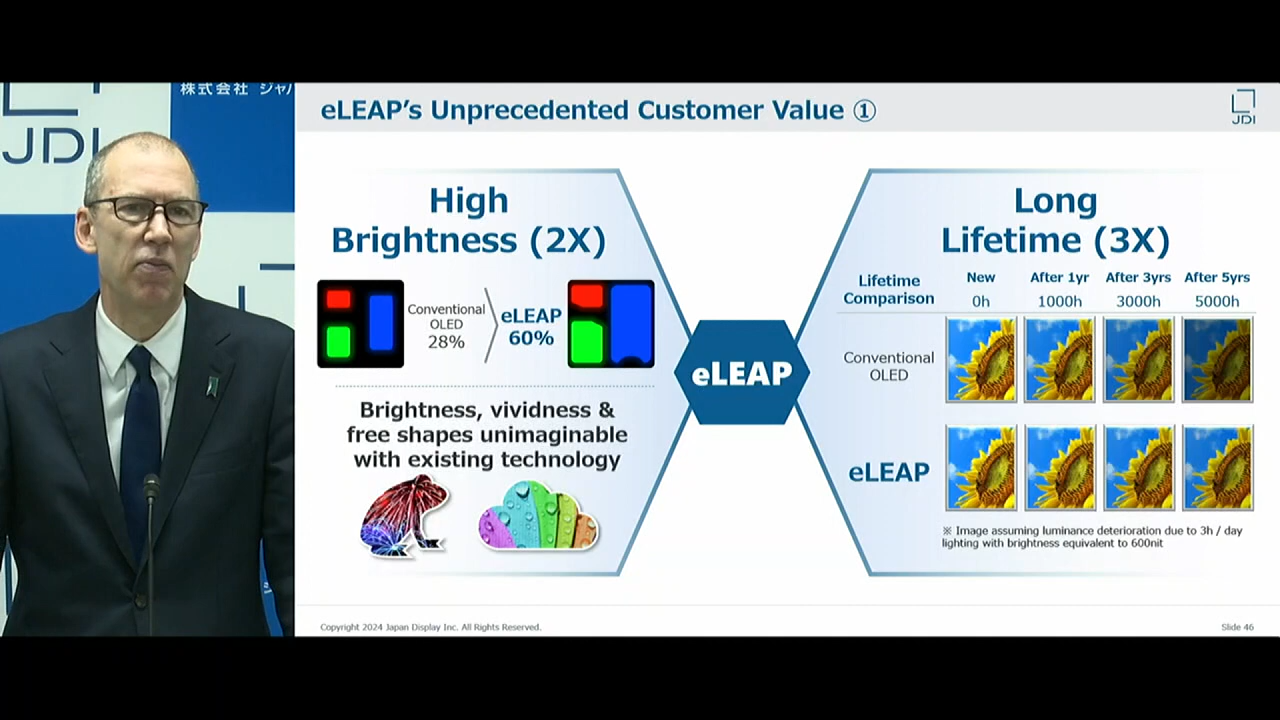 株式会社 ジャパ
JDI
eLEAP's Unprecedented Customer Value ①
JDI
High
Brightness (2X)
Conventional
OLED
28%
eLEAP
60%
Brightness, vividness &
free shapes unimaginable
with existing technology
eLEAP
Long
Lifetime (3X)
Lifetime
Comparison
New
After 1yr
After 3yrs
After 5yrs
0h
1000h
3000h
5000h
Conventional
OLED
eLEAP
※ Image assuming luminance deterioration due to 3h / day
lighting with brightness equivalent to 600nit
Copyright 2024 Japan Display Inc. All Rights Reserved.
Slide 46